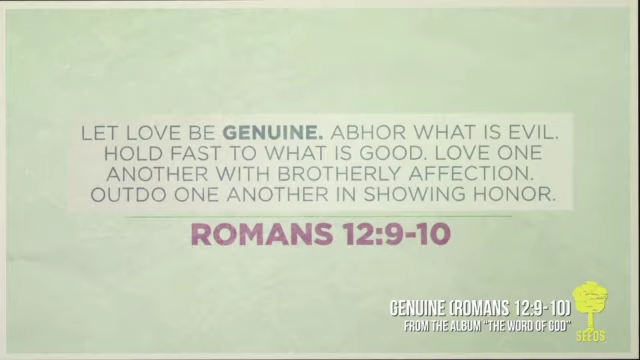 LET LOVE BE GENUINE. ABHOR WHAT IS EVIL.
HOLD FAST TO WHAT IS GOOD. LOVE ONE
ANOTHER WITH BROTHERLY AFFECTION.
OUTDO ONE ANOTHER IN SHOWING HONOR.
ROMANS 12:9-10
GENUINE (ROMANS 12:9-10)
FROM THE ALBUM "THE WORD OF GOD"
SEEDS